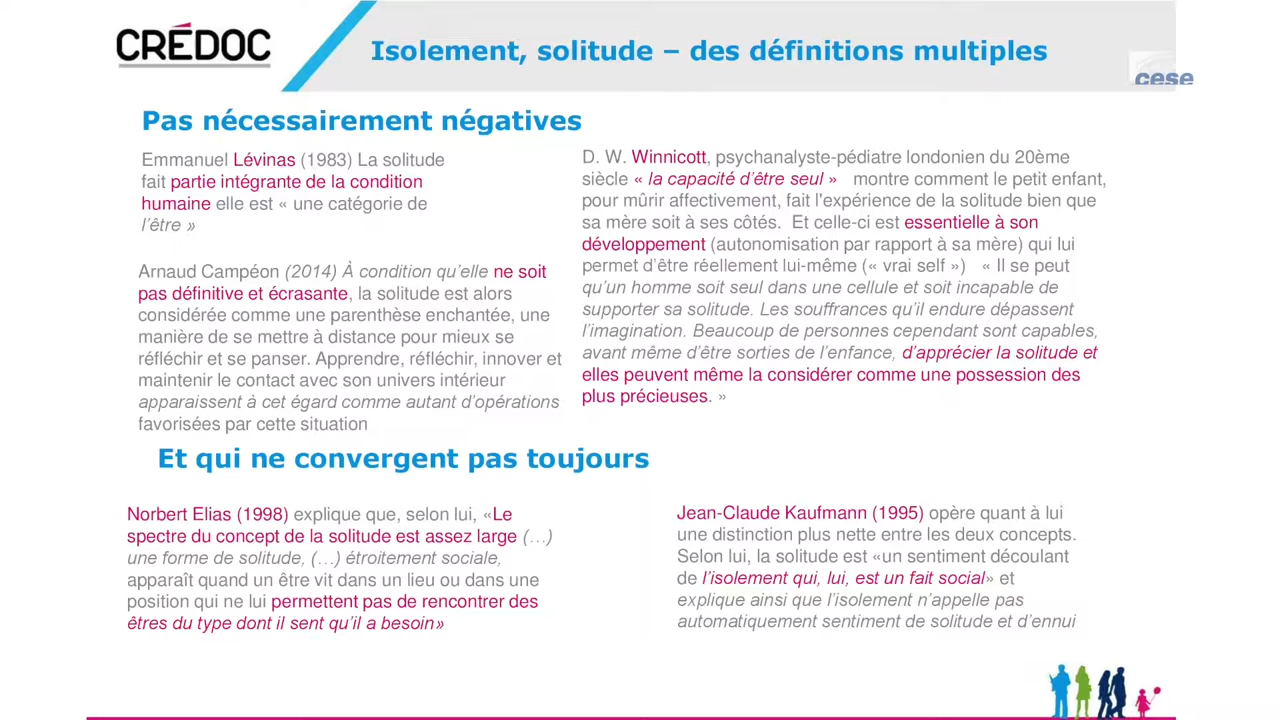 CRÉDOC
Isolement, solitude – des définitions multiples
cese
Pas nécessairement négatives
Emmanuel Lévinas (1983) La solitude
fait partie intégrante de la condition
humaine elle est « une catégorie de
l'être »
Arnaud Campéon (2014) À condition qu'elle ne soit
pas définitive et écrasante, la solitude est alors
considérée comme une parenthèse enchantée, une
manière de se mettre à distance pour mieux se
réfléchir et se panser. Apprendre, réfléchir, innover et
maintenir le contact avec son univers intérieur
apparaissent à cet égard comme autant d'opérations
favorisées par cette situation
D. W. Winnicott, psychanalyste-pédiatre londonien du 20ème
siècle « la capacité d'être seul » montre comment le petit enfant,
pour mûrir affectivement, fait l'expérience de la solitude bien que
sa mère soit à ses côtés. Et celle-ci est essentielle à son
développement (autonomisation par rapport à sa mère) qui lui
permet d'être réellement lui-même (« vrai self ») « Il se peut
qu'un homme soit seul dans une cellule et soit incapable de
supporter sa solitude. Les souffrances qu'il endure dépassent
l'imagination. Beaucoup de personnes cependant sont capables,
avant même d'être sorties de l'enfance, d'apprécier la solitude et
elles peuvent même la considérer comme une possession des
plus précieuses. »
Et qui ne convergent pas toujours
Norbert Elias (1998) explique que, selon lui, «Le
spectre du concept de la solitude est assez large (…)
une forme de solitude, (…) étroitement sociale,
apparaît quand un être vit dans un lieu ou dans une
position qui ne lui permettent pas de rencontrer des
êtres du type dont il sent qu'il a besoin»
Jean-Claude Kaufmann (1995) opère quant à lui
une distinction plus nette entre les deux concepts.
Selon lui, la solitude est «un sentiment découlant
de l'isolement qui, lui, est un fait social» et
explique ainsi que l'isolement n'appelle pas
automatiquement sentiment de solitude et d'ennui